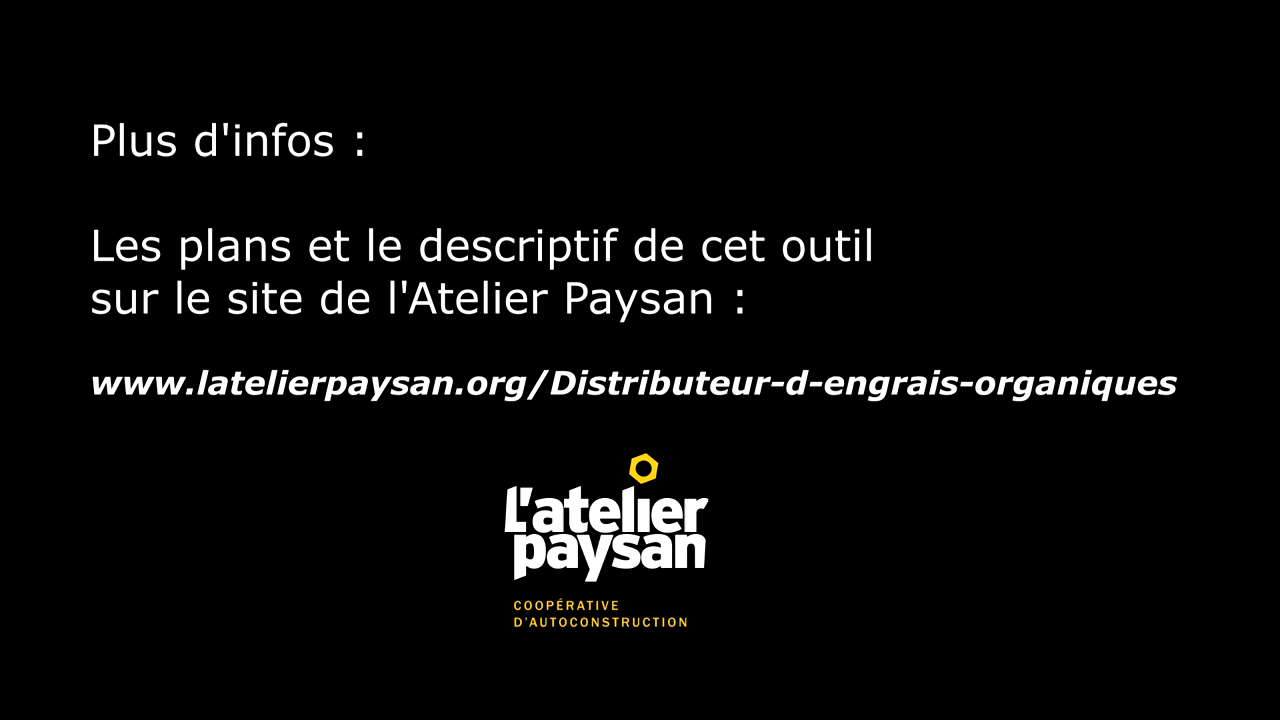 Plus d'infos :
Les plans et le descriptif de cet outil
sur le site de l'Atelier Paysan :
www.latelierpaysan.org/Distributeur-d-engrais-organiques
L'atelier
paysan
COOPÉRATIVE
D'AUTOCONSTRUCTION